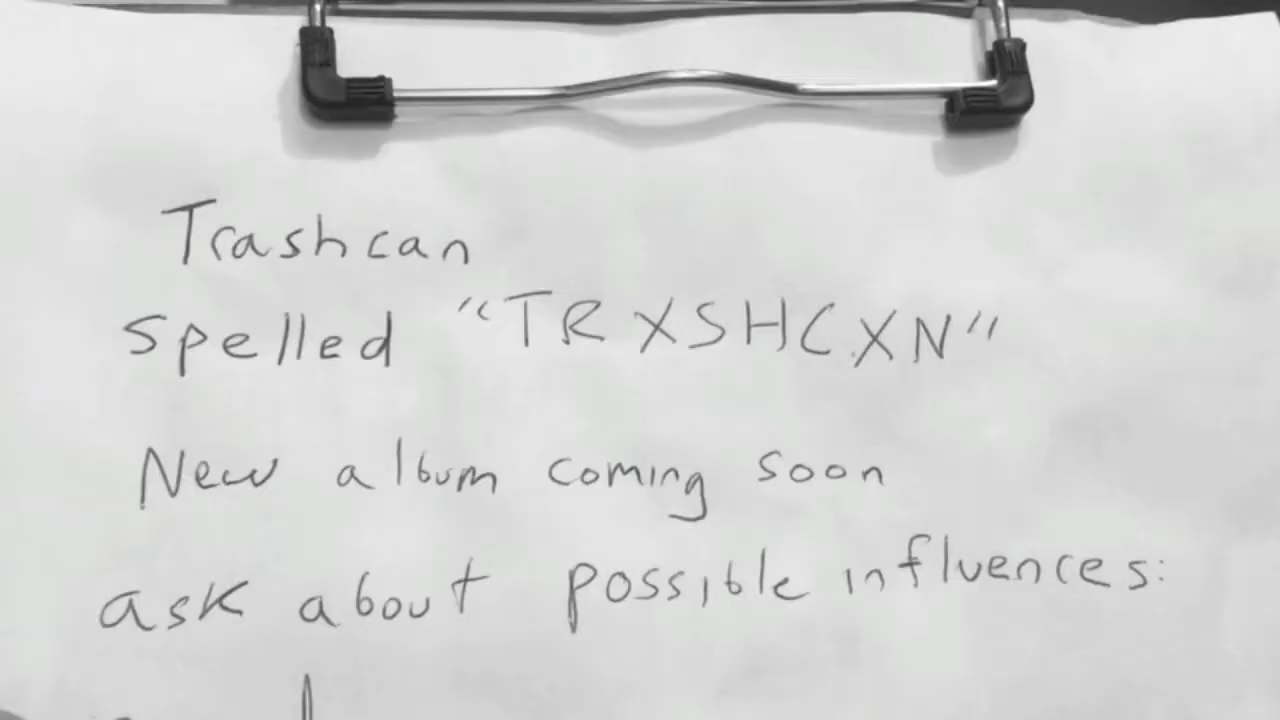 Trashcan
Spelled “TRXSHCXN”
New album coming soon
ask about possible influences: